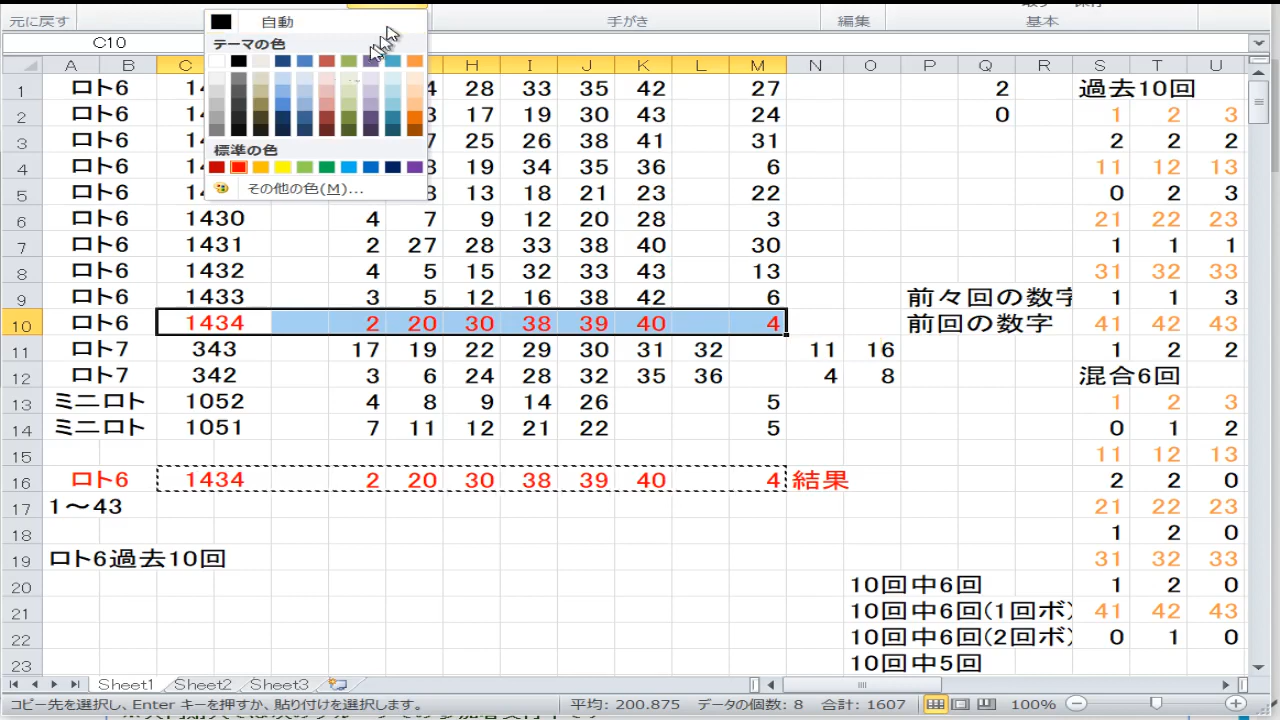 元に戻す 手がき 編集 基本
C10
自動
テーマの色
標準の色
その他の色(M)...
A B C H I J K L M N O P Q R S T U
1 ロト6 28 33 35 42 27 2 過去10回
2 ロト6 17 19 30 43 24 0 1 2 3
3 ロト6 25 26 38 41 31 2 2 2
4 ロト6 19 34 35 36 6 11 12 13
5 ロト6 13 18 21 23 22 0 2 3
6 ロト6 1430 4 7 9 12 20 28 3 21 22 23
7 ロト6 1431 2 27 28 33 38 40 30 1 1 1
8 ロト6 1432 4 5 15 32 33 43 13 31 32 33
9 ロト6 1433 3 5 12 16 38 42 6 前々回の数字 1 1 3
10 ロト6 1434 2 20 30 38 39 40 4 前回の数字 41 42 43
11 ロト7 343 17 19 22 29 30 31 32 11 16 1 2 2
12 ロト7 342 3 6 24 28 32 35 36 4 8 混合6回
13 ミニロト 1052 4 8 9 14 26 5 1 2 3
14 ミニロト 1051 7 11 12 21 22 5 0 1 2
15 11 12 13
16 ロト6 1434 2 20 30 38 39 40 4 結果 2 2 0
17 1～43 21 22 23
18 1 2 0
19 ロト6過去10回 31 32 33
20 10回中6回 1 2 0
21 10回中6回(1回ボ) 41 42 43
22 10回中6回(2回ボ) 0 1 0
23 10回中5回
Sheet1 Sheet2 Sheet3
コピー先を選択し、Enter キーを押すか、貼り付けを選択します。 平均: 200.875 データの個数: 8 合計: 1607 100%